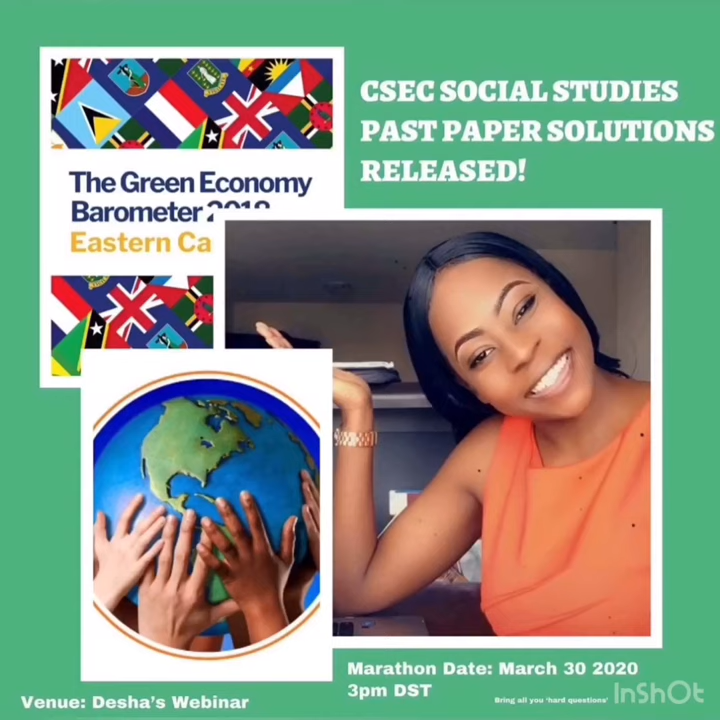 CSEC SOCIAL STUDIES
PAST PAPER SOLUTIONS
RELEASED!
The Green Economy
Barometer 2018
Eastern Ca
Marathon Date: March 30 2020
3pm DST
Venue: Desha's Webinar
Bring all you 'hard questions'
InShOt